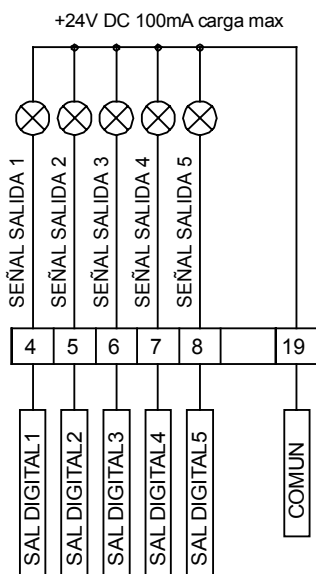 +24V DC 100mA carga max
SEÑAL SALIDA 1
SEÑAL SALIDA 2
SEÑAL SALIDA 3
SEÑAL SALIDA 4
SEÑAL SALIDA 5
4
5
6
7
8
19
SAL DIGITAL1
SAL DIGITAL2
SAL DIGITAL3
SAL DIGITAL4
SAL DIGITAL5
COMUN